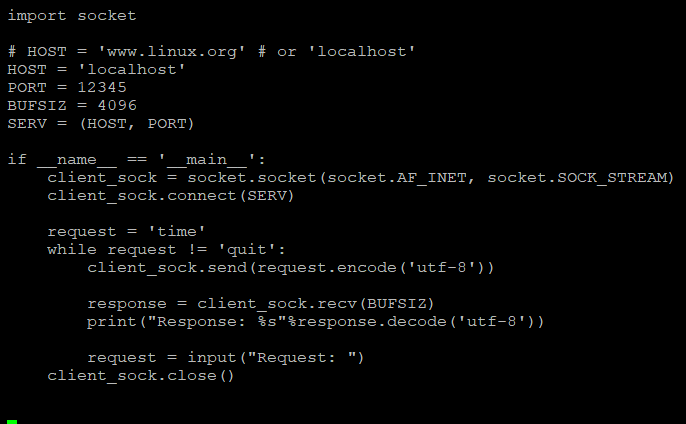 import socket

# HOST = 'www.linux.org' # or 'localhost'
HOST = 'localhost'
PORT = 12345
BUFSIZ = 4096
SERV = (HOST, PORT)

if __name__ == '__main__':
    client_sock = socket.socket(socket.AF_INET, socket.SOCK_STREAM)
    client_sock.connect(SERV)

    request = 'time'
    while request != 'quit':
        client_sock.send(request.encode('utf-8'))

        response = client_sock.recv(BUFSIZ)
        print("Response: %s"%response.decode('utf-8'))

        request = input("Request: ")
    client_sock.close()